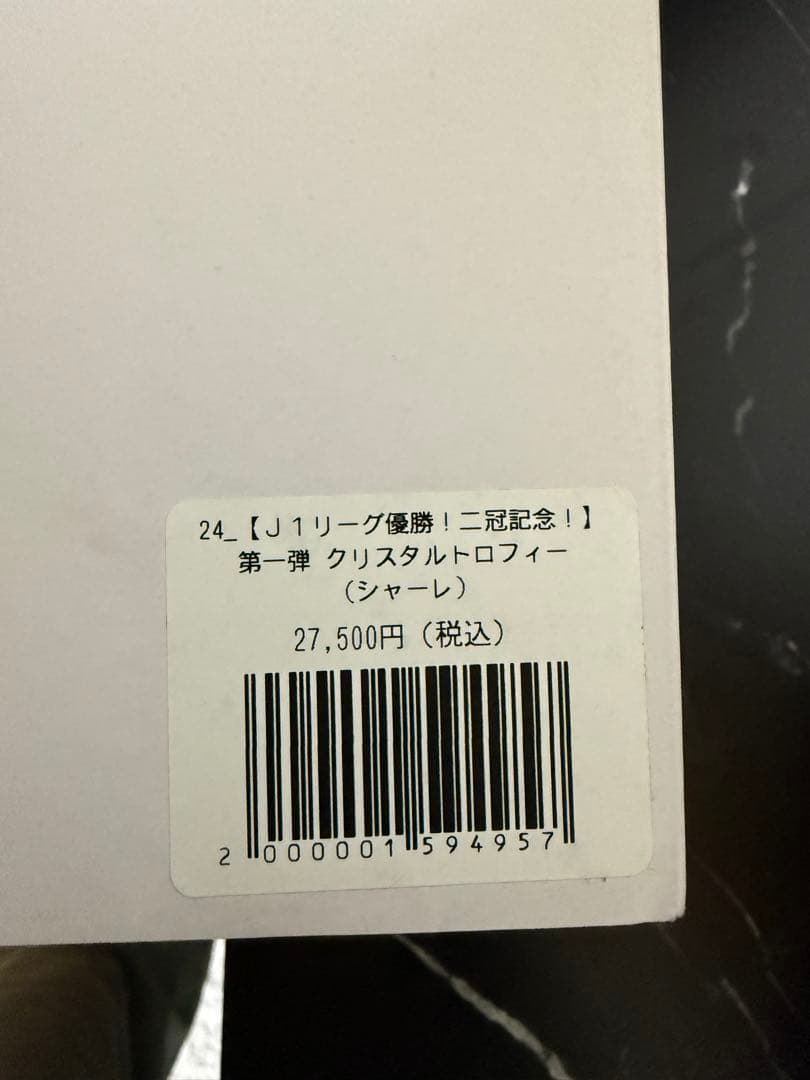 24_【J1リーグ優勝!二冠記念!】
第一弾 クリスタルトロフィー
(シャーレ)
27,500円(税込)
2 000001 594957